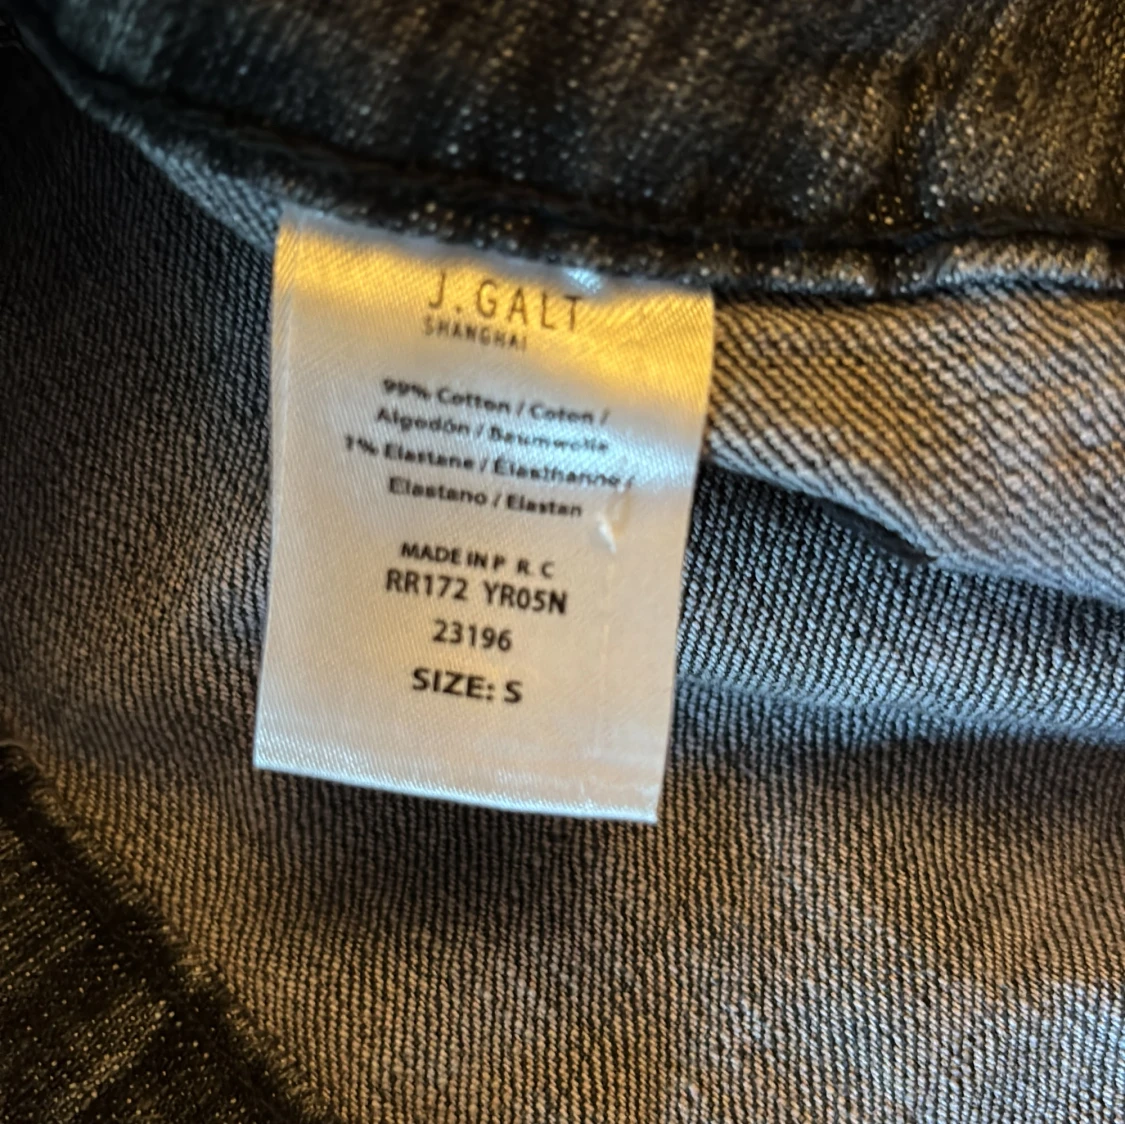 J.GALT
SHANGHAI
99% Cotton / Coton /
Algodón / Baumwolle
1% Elastane / Élasthanne /
Elastano / Elastan
MADE IN P R. C
RR172 YR05N
23196
SIZE: S